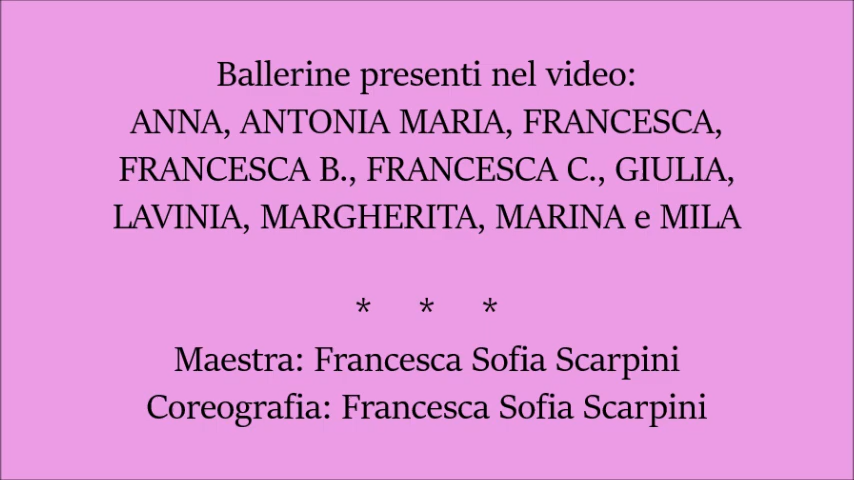 Ballerine presenti nel video:
ANNA, ANTONIA MARIA, FRANCESCA,
FRANCESCA B., FRANCESCA C., GIULIA,
LAVINIA, MARGHERITA, MARINA e MILA
* * *
Maestra: Francesca Sofia Scarpini
Coreografia: Francesca Sofia Scarpini